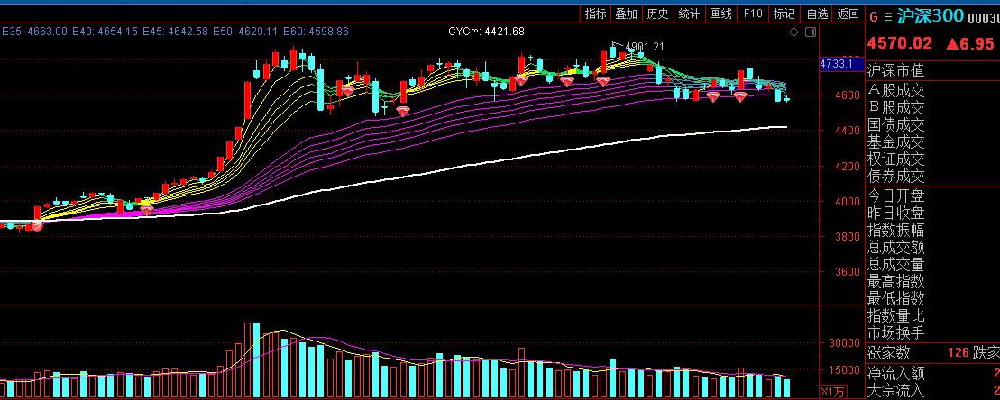 指标 叠加 历史 统计 画线 F10 标记 -自选 返回
G 沪深300 00030
E35: 4663.00 E40: 4654.15 E45: 4642.58 E50: 4629.11 E60: 4598.86 CYC∞: 4421.68
4570.02 ▲6.95
4901.21
4733.1
沪深市值
A股成交
4600
B股成交
国债成交
4400
基金成交
权证成交
4200
债券成交
今日开盘
4000
昨日收盘
指数振幅
3800
总成交额
总成交量
3600
最高指数
最低指数
指数量比
市场换手
30000
涨家数 126 跌家
15000
净流入额 2
X1万
大宗流入 2